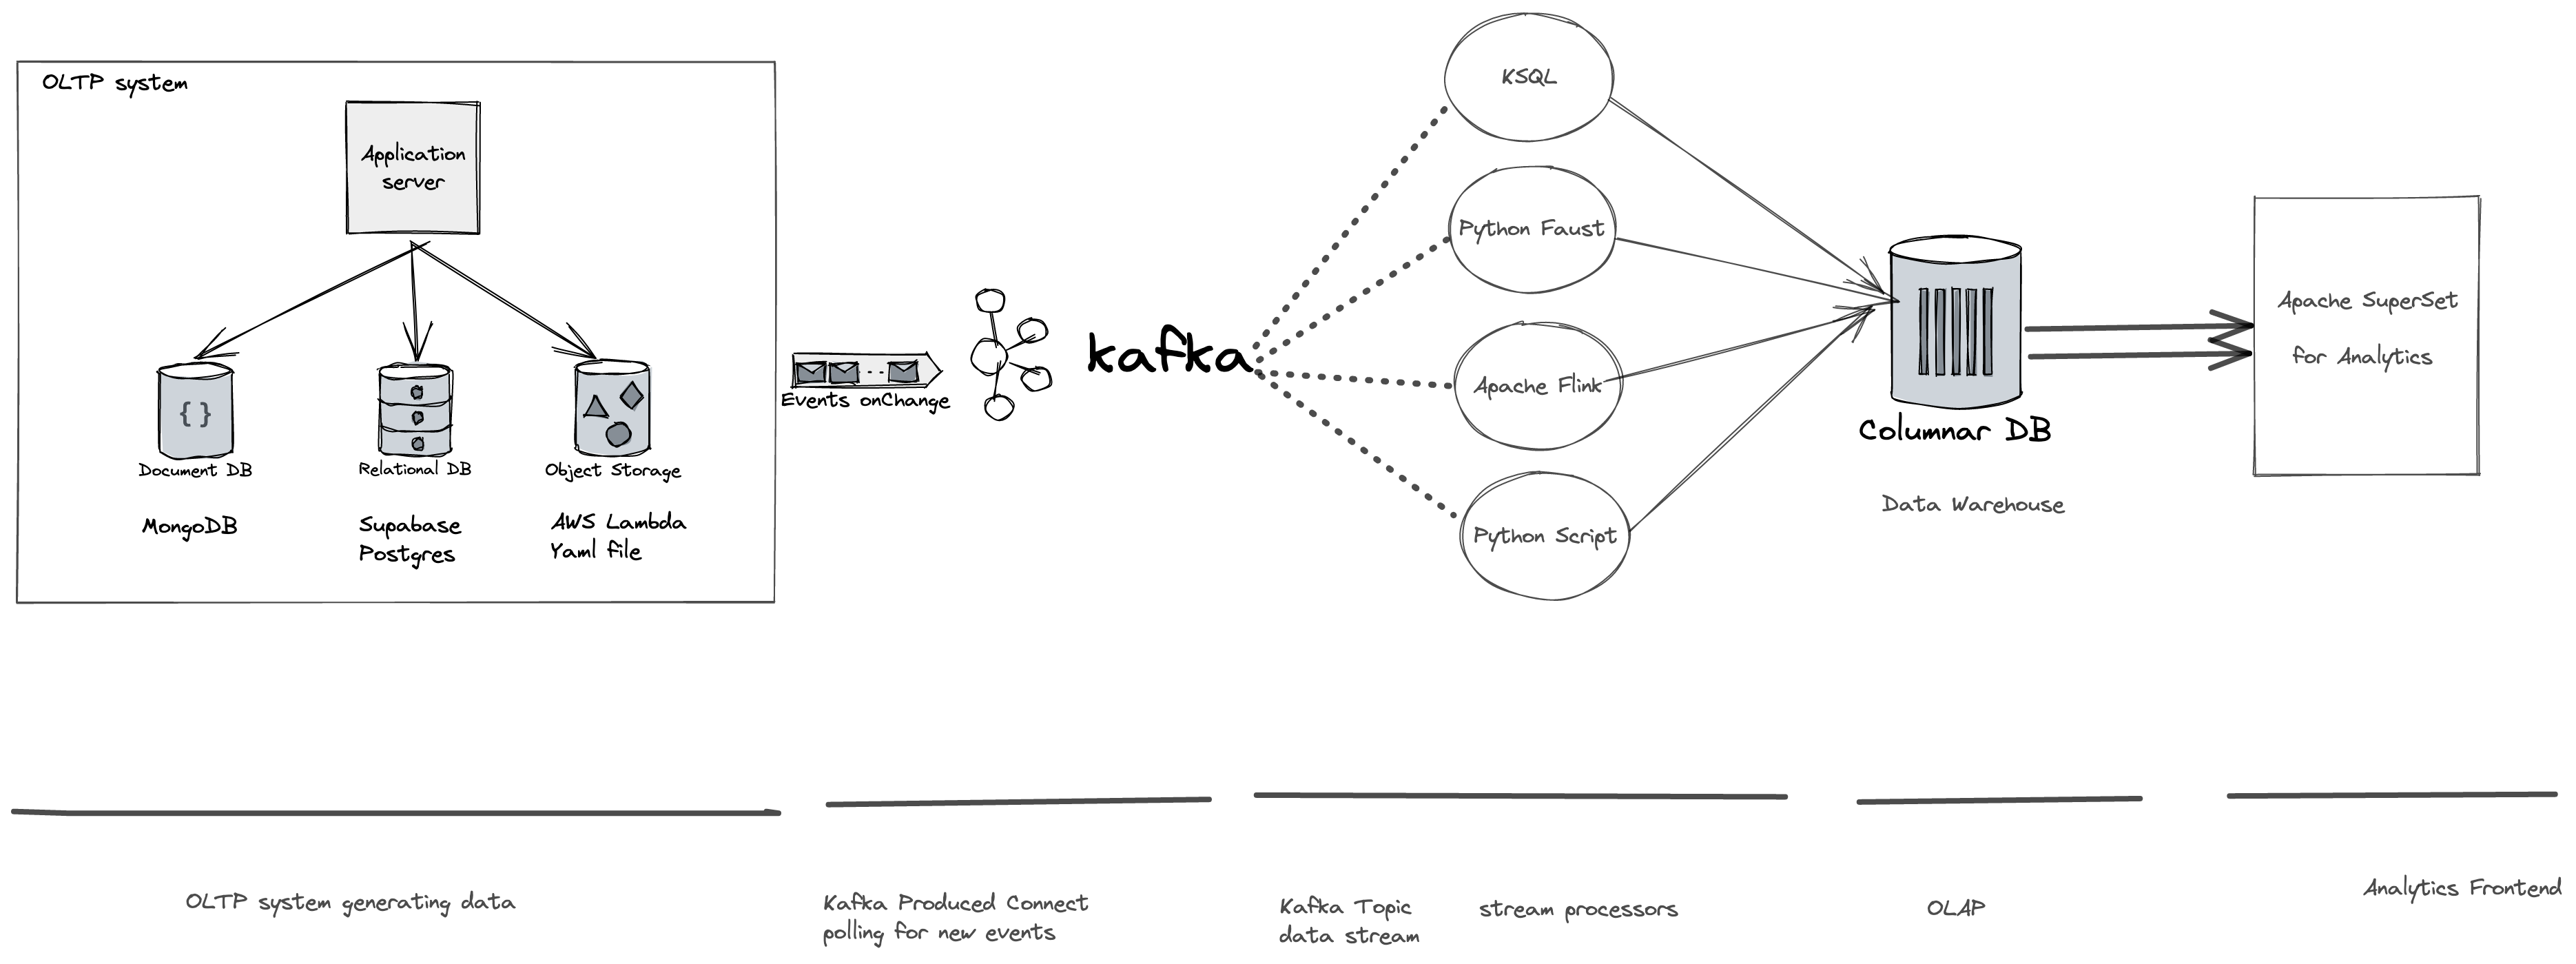 OLTP system
Application
server
{ }
Document DB
Relational DB
Object Storage
MongoDB
Supabase
Postgres
AWS Lambda
Yaml file
Events onChange
kafka
KSQL
Python Faust
Apache Flink
Python Script
Columnar DB
Data Warehouse
Apache SuperSet
for Analytics
OLTP system generating data
Kafka Produced Connect
polling for new events
Kafka Topic
data stream
stream processors
OLAP
Analytics Frontend